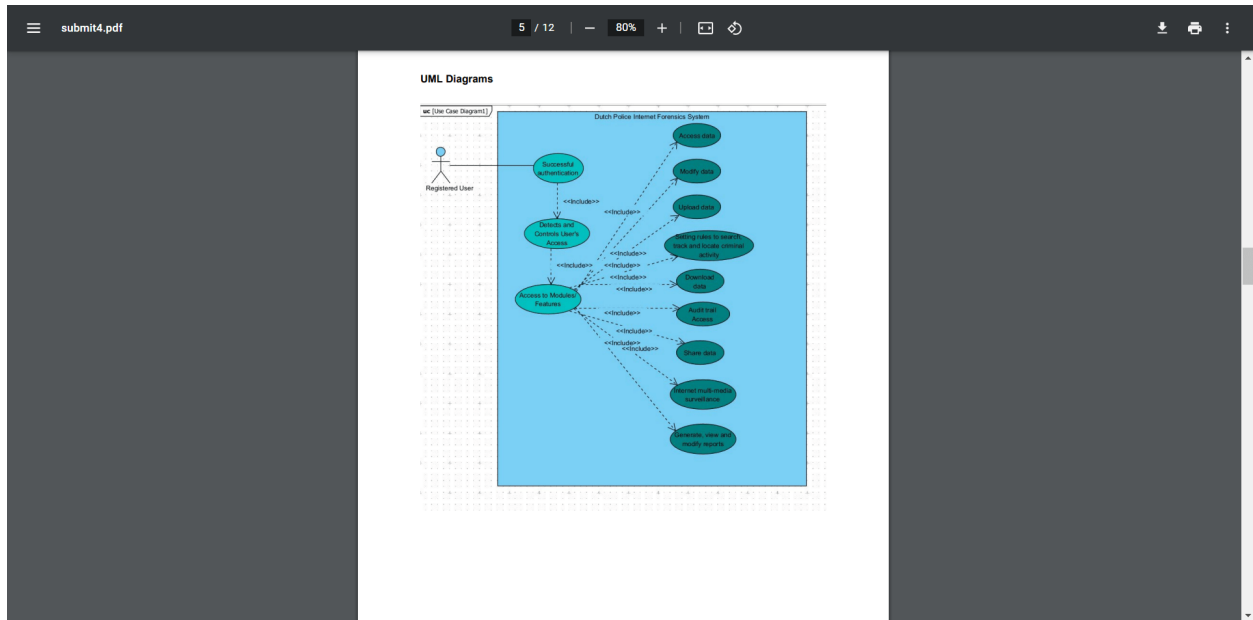 submit4.pdf
5 / 12
80%
UML Diagrams
uc [Use Case Diagram1]
Dutch Police Internet Forensics System
Access data
Successful
authentication
Modify data
Registered User
<<Include>>
<<Include>>
Upload data
Detects and
Controls User's
Access
Setting rules to search,
track and locate criminal
activity
<<Include>>
<<Include>>
<<Include>>
<<Include>>
<<Include>>
Download
data
Access to Modules/
Features
Audit trail
Access
<<Include>>
<<Include>>
<<Include>>
<<Include>>
Share data
Internet multi-media
surveillance
Generate, view and
modify reports